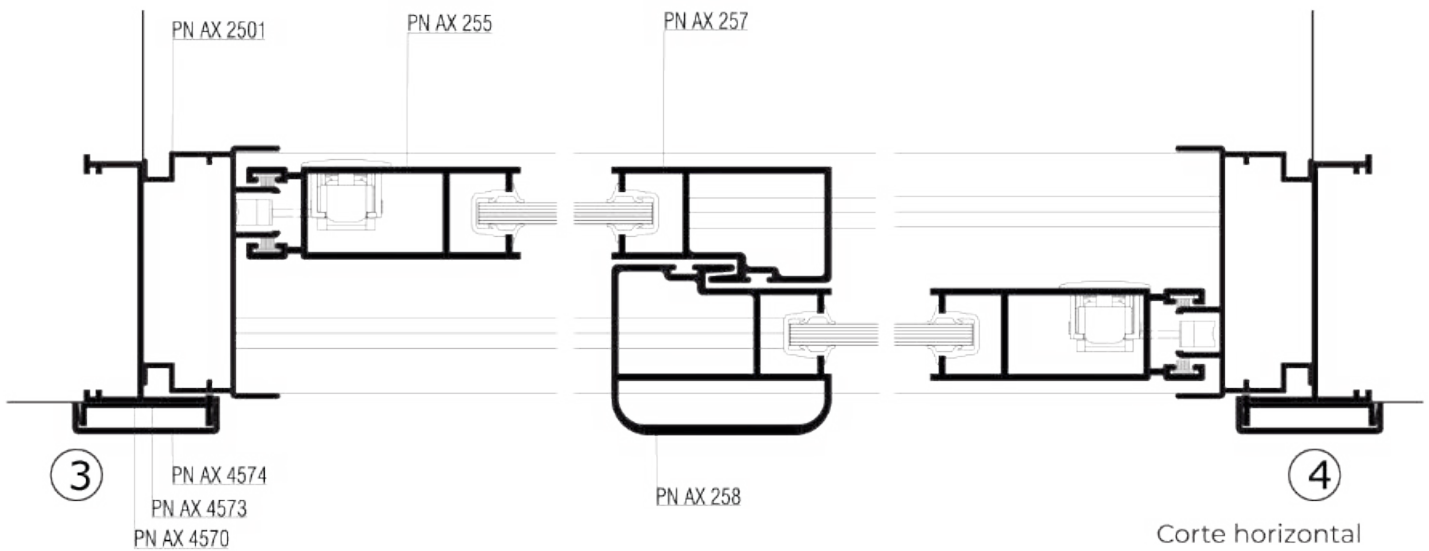 PN AX 2501
PN AX 255
PN AX 257
3
4
PN AX 4574
PN AX 4573
PN AX 4570
PN AX 258
Corte horizontal